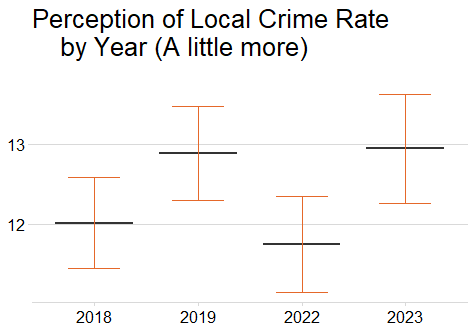 Perception of Local Crime Rate
by Year (A little more)
13
12
2018 2019 2022 2023